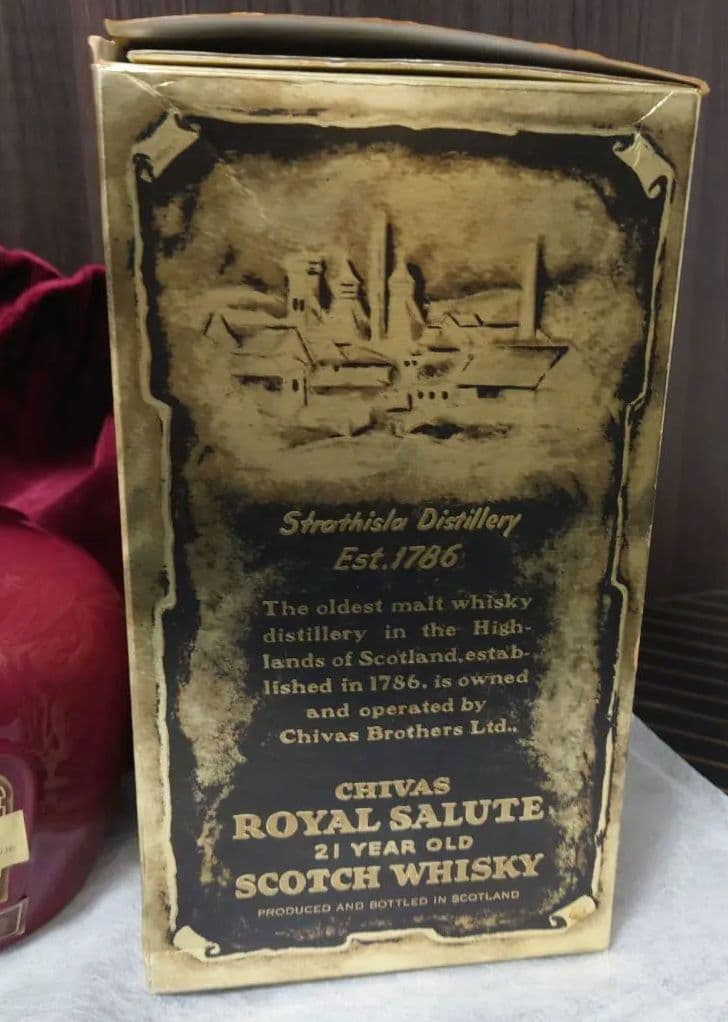 Strathisla Distillery
Est.1786
The oldest malt whisky
distillery in the High-
lands of Scotland,estab-
lished in 1786, is owned
and operated by
Chivas Brothers Ltd.,
CHIVAS
ROYAL SALUTE
21 YEAR OLD
SCOTCH WHISKY
PRODUCED AND BOTTLED IN SCOTLAND